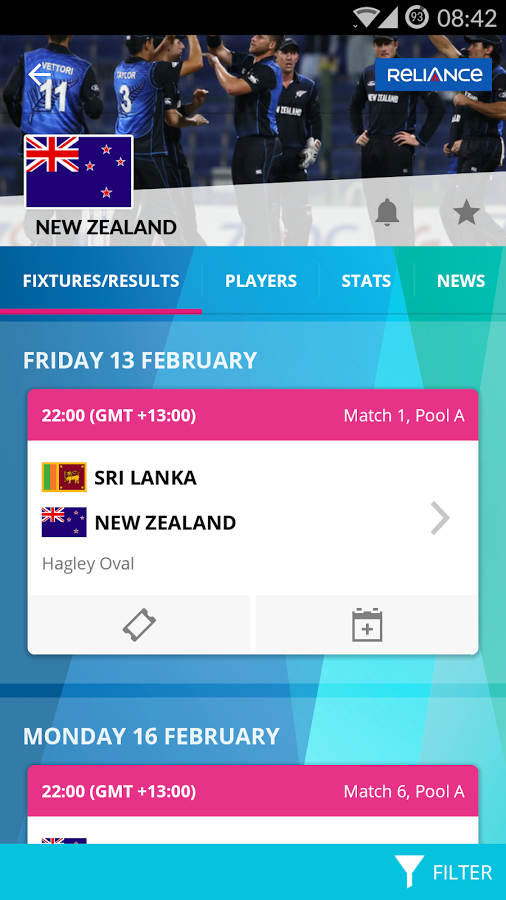 93 08:42
VETTORI
11
TAYLOR
3
NEW ZEALAND
RELIANCE
NEW ZEALAND
FIXTURES/RESULTS PLAYERS STATS NEWS
FRIDAY 13 FEBRUARY
22:00 (GMT +13:00) Match 1, Pool A
SRI LANKA
NEW ZEALAND
Hagley Oval
MONDAY 16 FEBRUARY
22:00 (GMT +13:00) Match 6, Pool A
FILTER